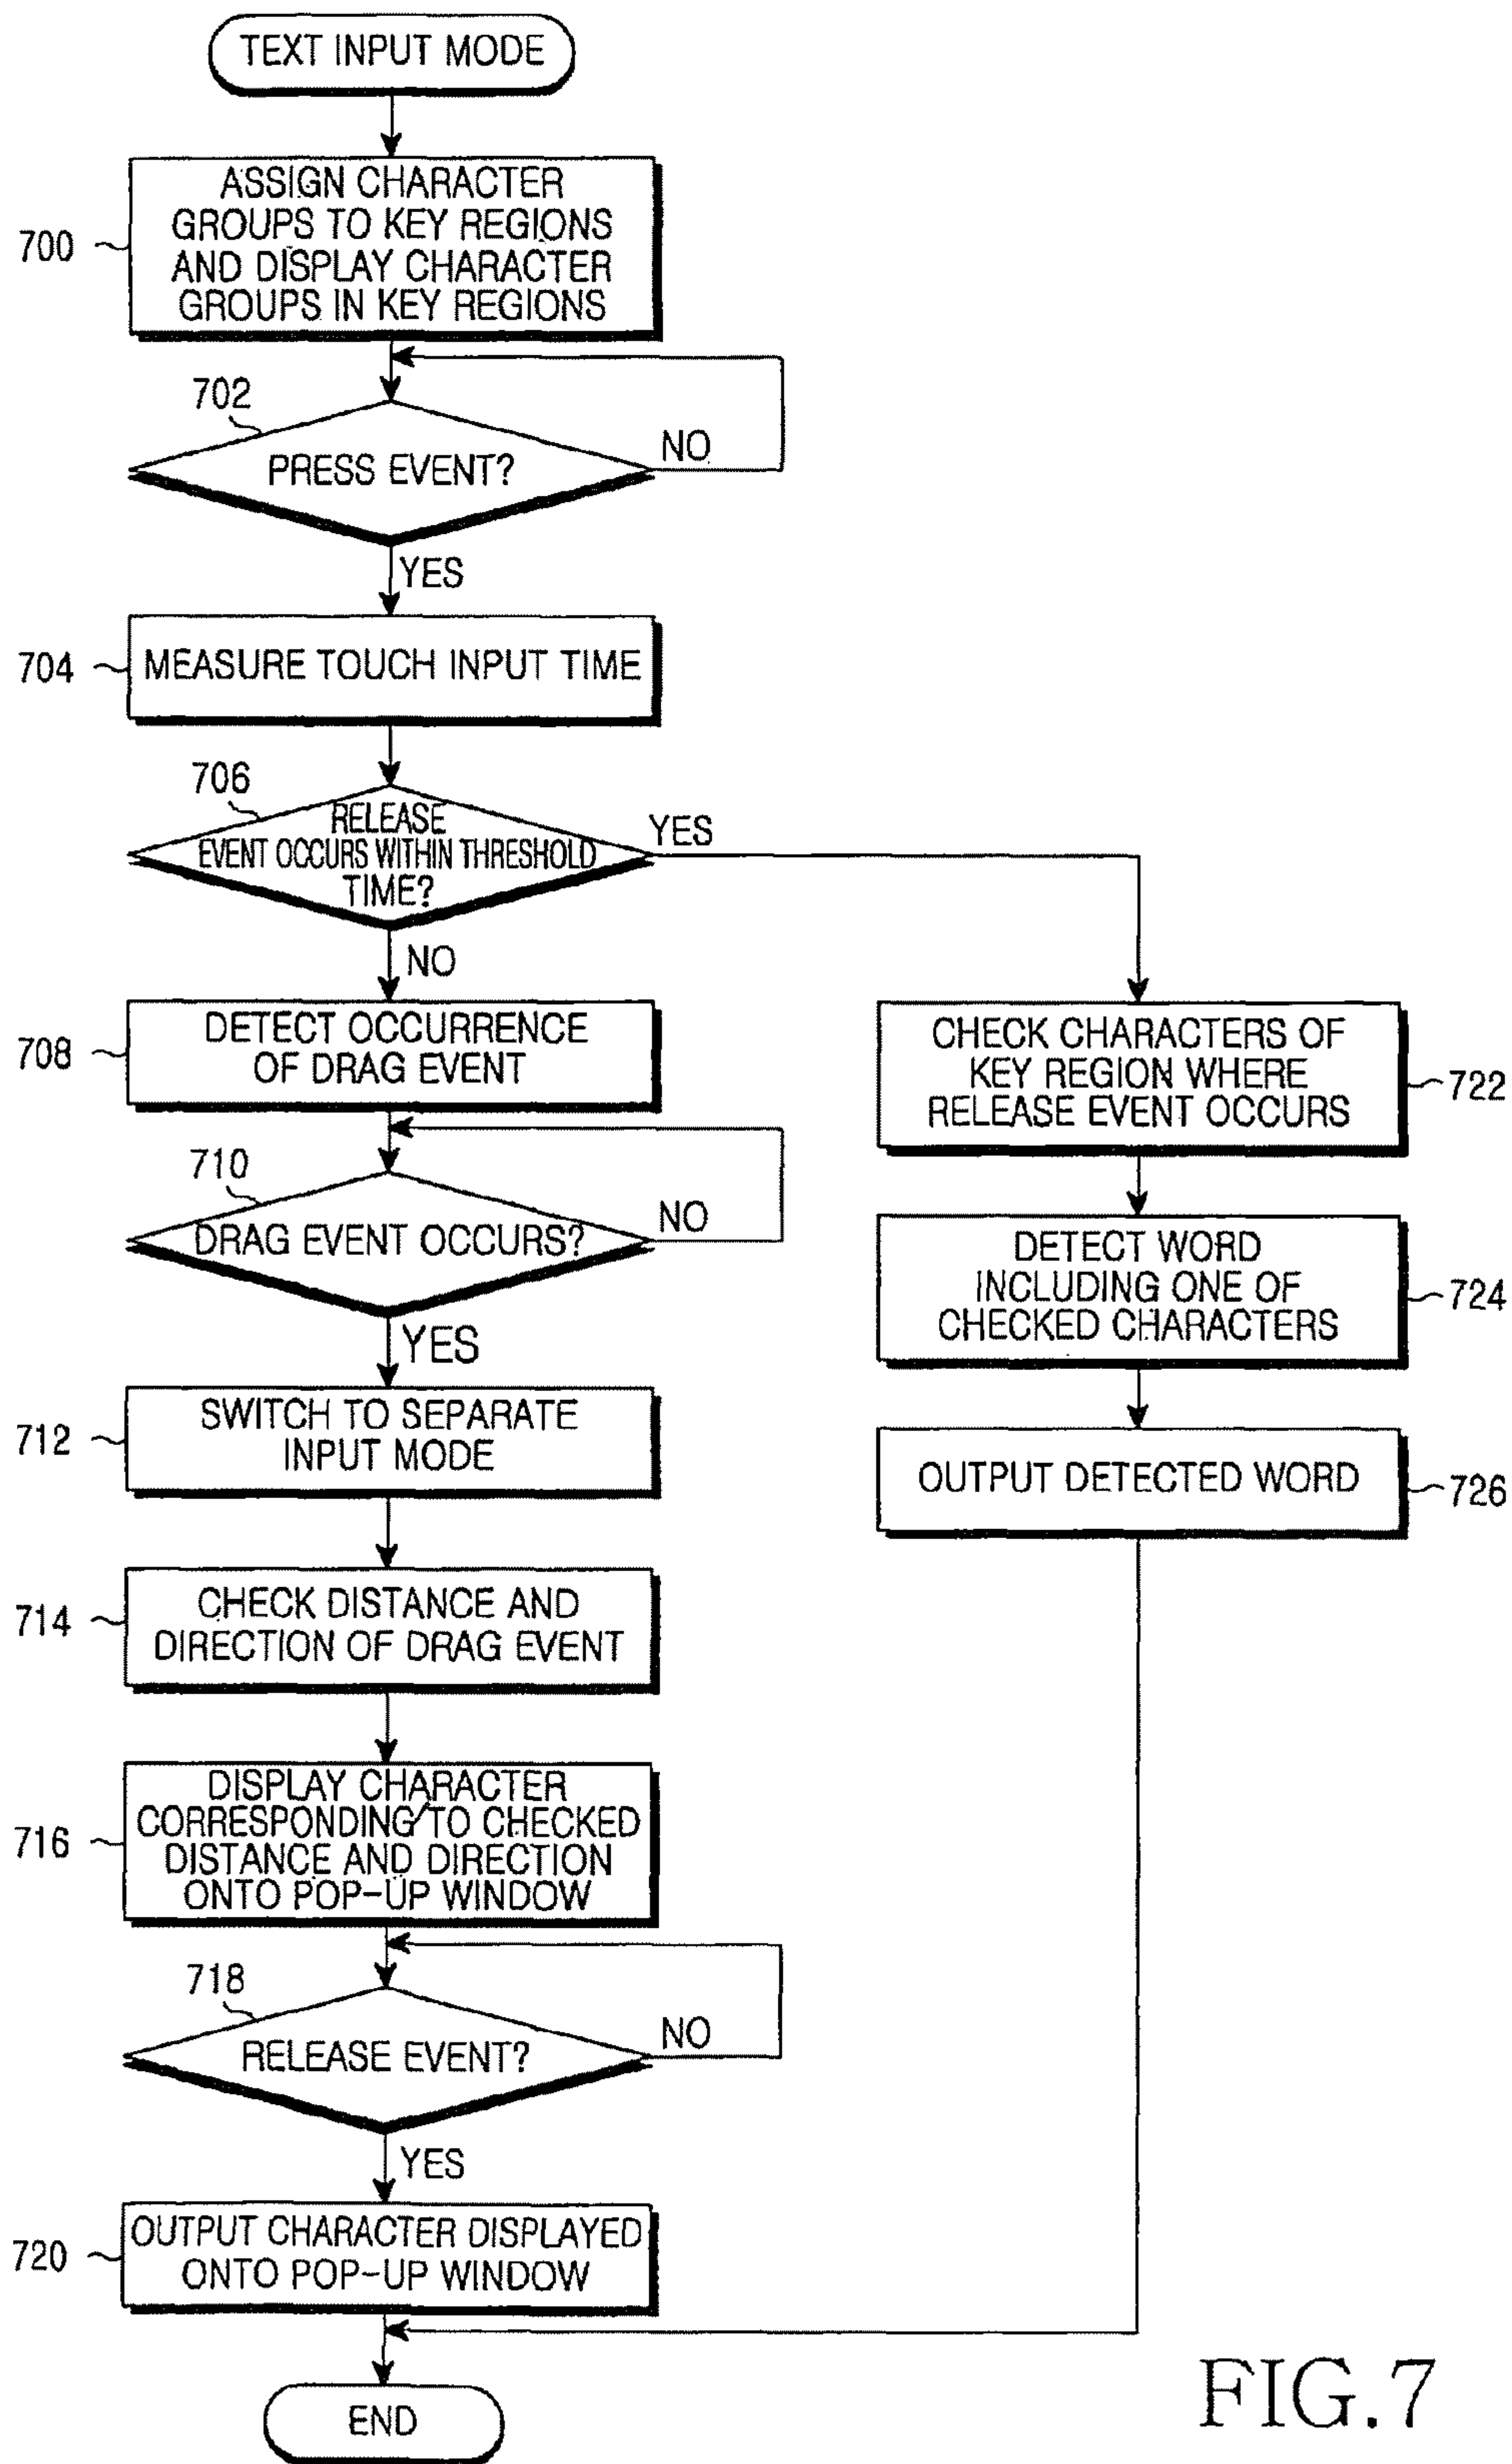 TEXT INPUT MODE
ASSIGN CHARACTER
GROUPS TO KEY REGIONS
AND DISPLAY CHARACTER
GROUPS IN KEY REGIONS
700
702
PRESS EVENT?
NO
YES
704
MEASURE TOUCH INPUT TIME
706
RELEASE
EVENT OCCURS WITHIN THRESHOLD
TIME?
YES
NO
708
DETECT OCCURRENCE
OF DRAG EVENT
710
DRAG EVENT OCCURS?
NO
YES
712
SWITCH TO SEPARATE
INPUT MODE
714
CHECK DISTANCE AND
DIRECTION OF DRAG EVENT
716
DISPLAY CHARACTER
CORRESPONDING TO CHECKED
DISTANCE AND DIRECTION
ONTO POP-UP WINDOW
718
RELEASE EVENT?
NO
YES
720
OUTPUT CHARACTER DISPLAYED
ONTO POP-UP WINDOW
CHECK CHARACTERS OF
KEY REGION WHERE
RELEASE EVENT OCCURS
722
DETECT WORD
INCLUDING ONE OF
CHECKED CHARACTERS
724
OUTPUT DETECTED WORD
726
END
FIG.7